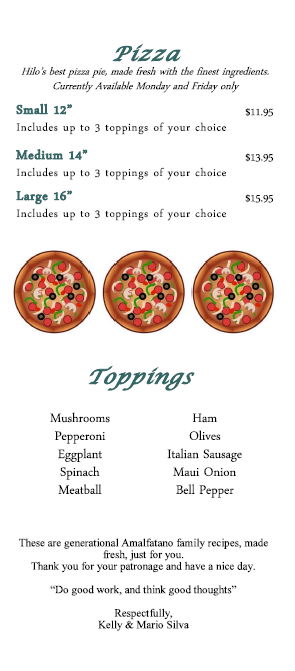 Pizza
Hilo's best pizza pie, made fresh with the finest ingredients.
Currently Available Monday and Friday only
Small 12” $11.95
Includes up to 3 toppings of your choice
Medium 14” $13.95
Includes up to 3 toppings of your choice
Large 16” $15.95
Includes up to 3 toppings of your choice
Toppings
Mushrooms Ham
Pepperoni Olives
Eggplant Italian Sausage
Spinach Maui Onion
Meatball Bell Pepper
These are generational Amalfatano family recipes, made
fresh, just for you.
Thank you for your patronage and have a nice day.
“Do good work, and think good thoughts”
Respectfully,
Kelly & Mario Silva